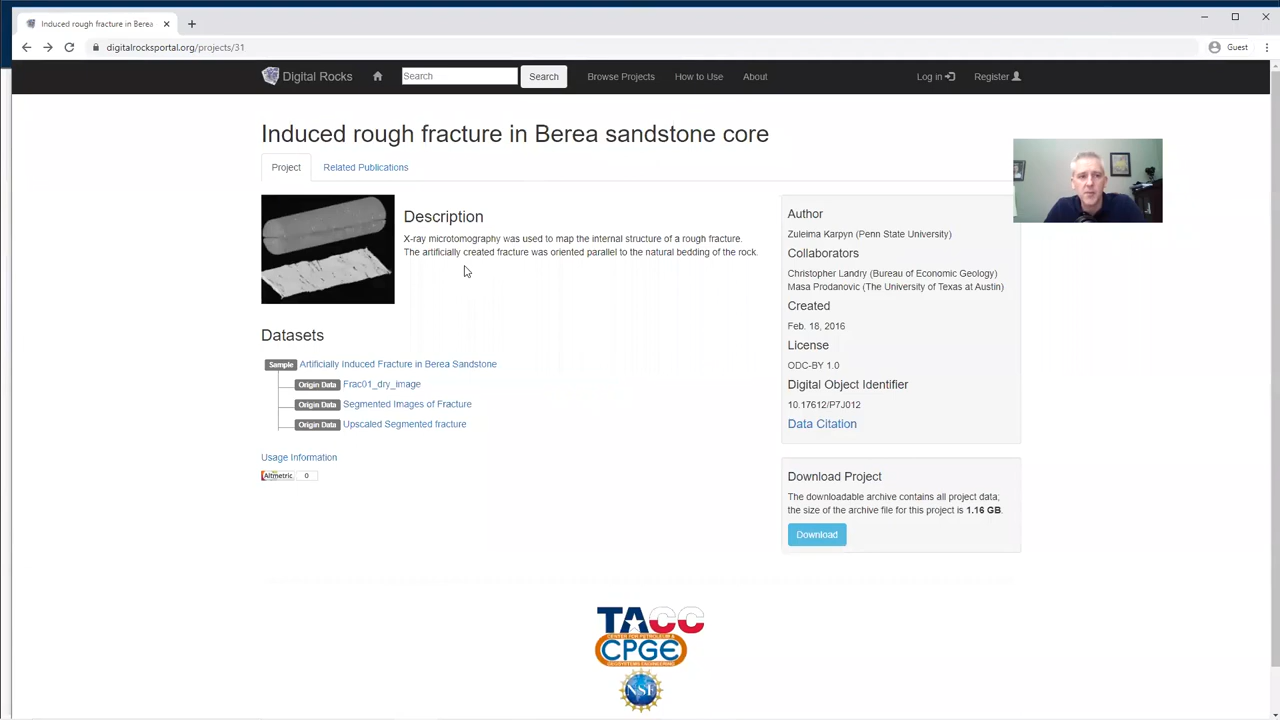 Induced rough fracture in Berea
digitalrocksportal.org/projects/31
Guest
Digital Rocks
Search
Search
Browse Projects
How to Use
About
Log in
Register
Induced rough fracture in Berea sandstone core
Project
Related Publications
Description
X-ray microtomography was used to map the internal structure of a rough fracture.
The artificially created fracture was oriented parallel to the natural bedding of the rock.
Datasets
Sample Artificially Induced Fracture in Berea Sandstone
Origin Data Frac01_dry_image
Origin Data Segmented Images of Fracture
Origin Data Upscaled Segmented fracture
Usage Information
Altmetric 0
Author
Zuleima Karpyn (Penn State University)
Collaborators
Christopher Landry (Bureau of Economic Geology)
Masa Prodanovic (The University of Texas at Austin)
Created
Feb. 18, 2016
License
ODC-BY 1.0
Digital Object Identifier
10.17612/P7J012
Data Citation
Download Project
The downloadable archive contains all project data;
the size of the archive file for this project is 1.16 GB.
Download
TACC
CENTER FOR PETROLEUM &
CPGE
GEOSYSTEMS ENGINEERING
NSF